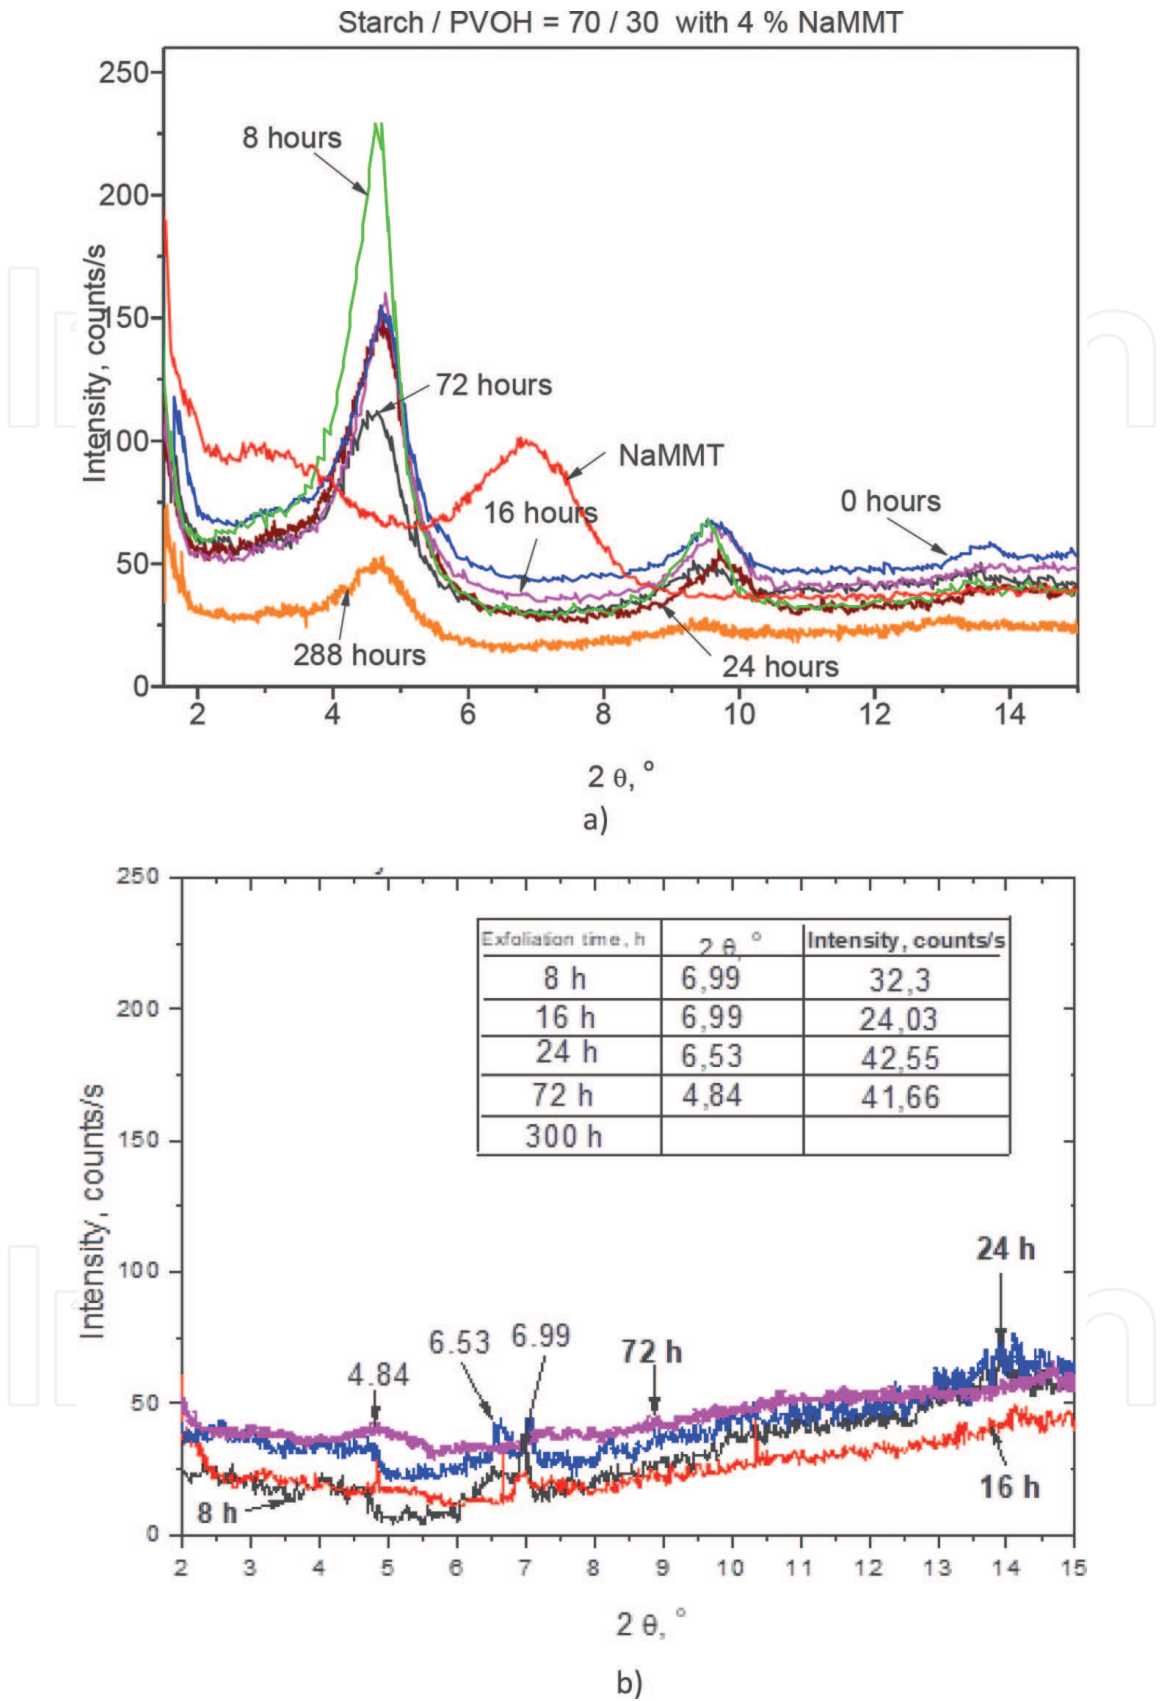 Starch / PVOH = 70 / 30 with 4 % NaMMT
250
200
150
100
50
0
Intensity, counts/s
8 hours
72 hours
NaMMT
16 hours
0 hours
288 hours
24 hours
2 4 6 8 10 12 14
2 θ, °
a)
250
200
150
100
50
0
Intensity, counts/s
Exfoliation time, h 2 θ, ° Intensity, counts/s
8 h 6,99 32,3
16 h 6,99 24,03
24 h 6,53 42,55
72 h 4,84 41,66
300 h
24 h
6.53 6.99
72 h
4.84
16 h
8 h
2 3 4 5 6 7 8 9 10 11 12 13 14 15
2 θ, °
b)